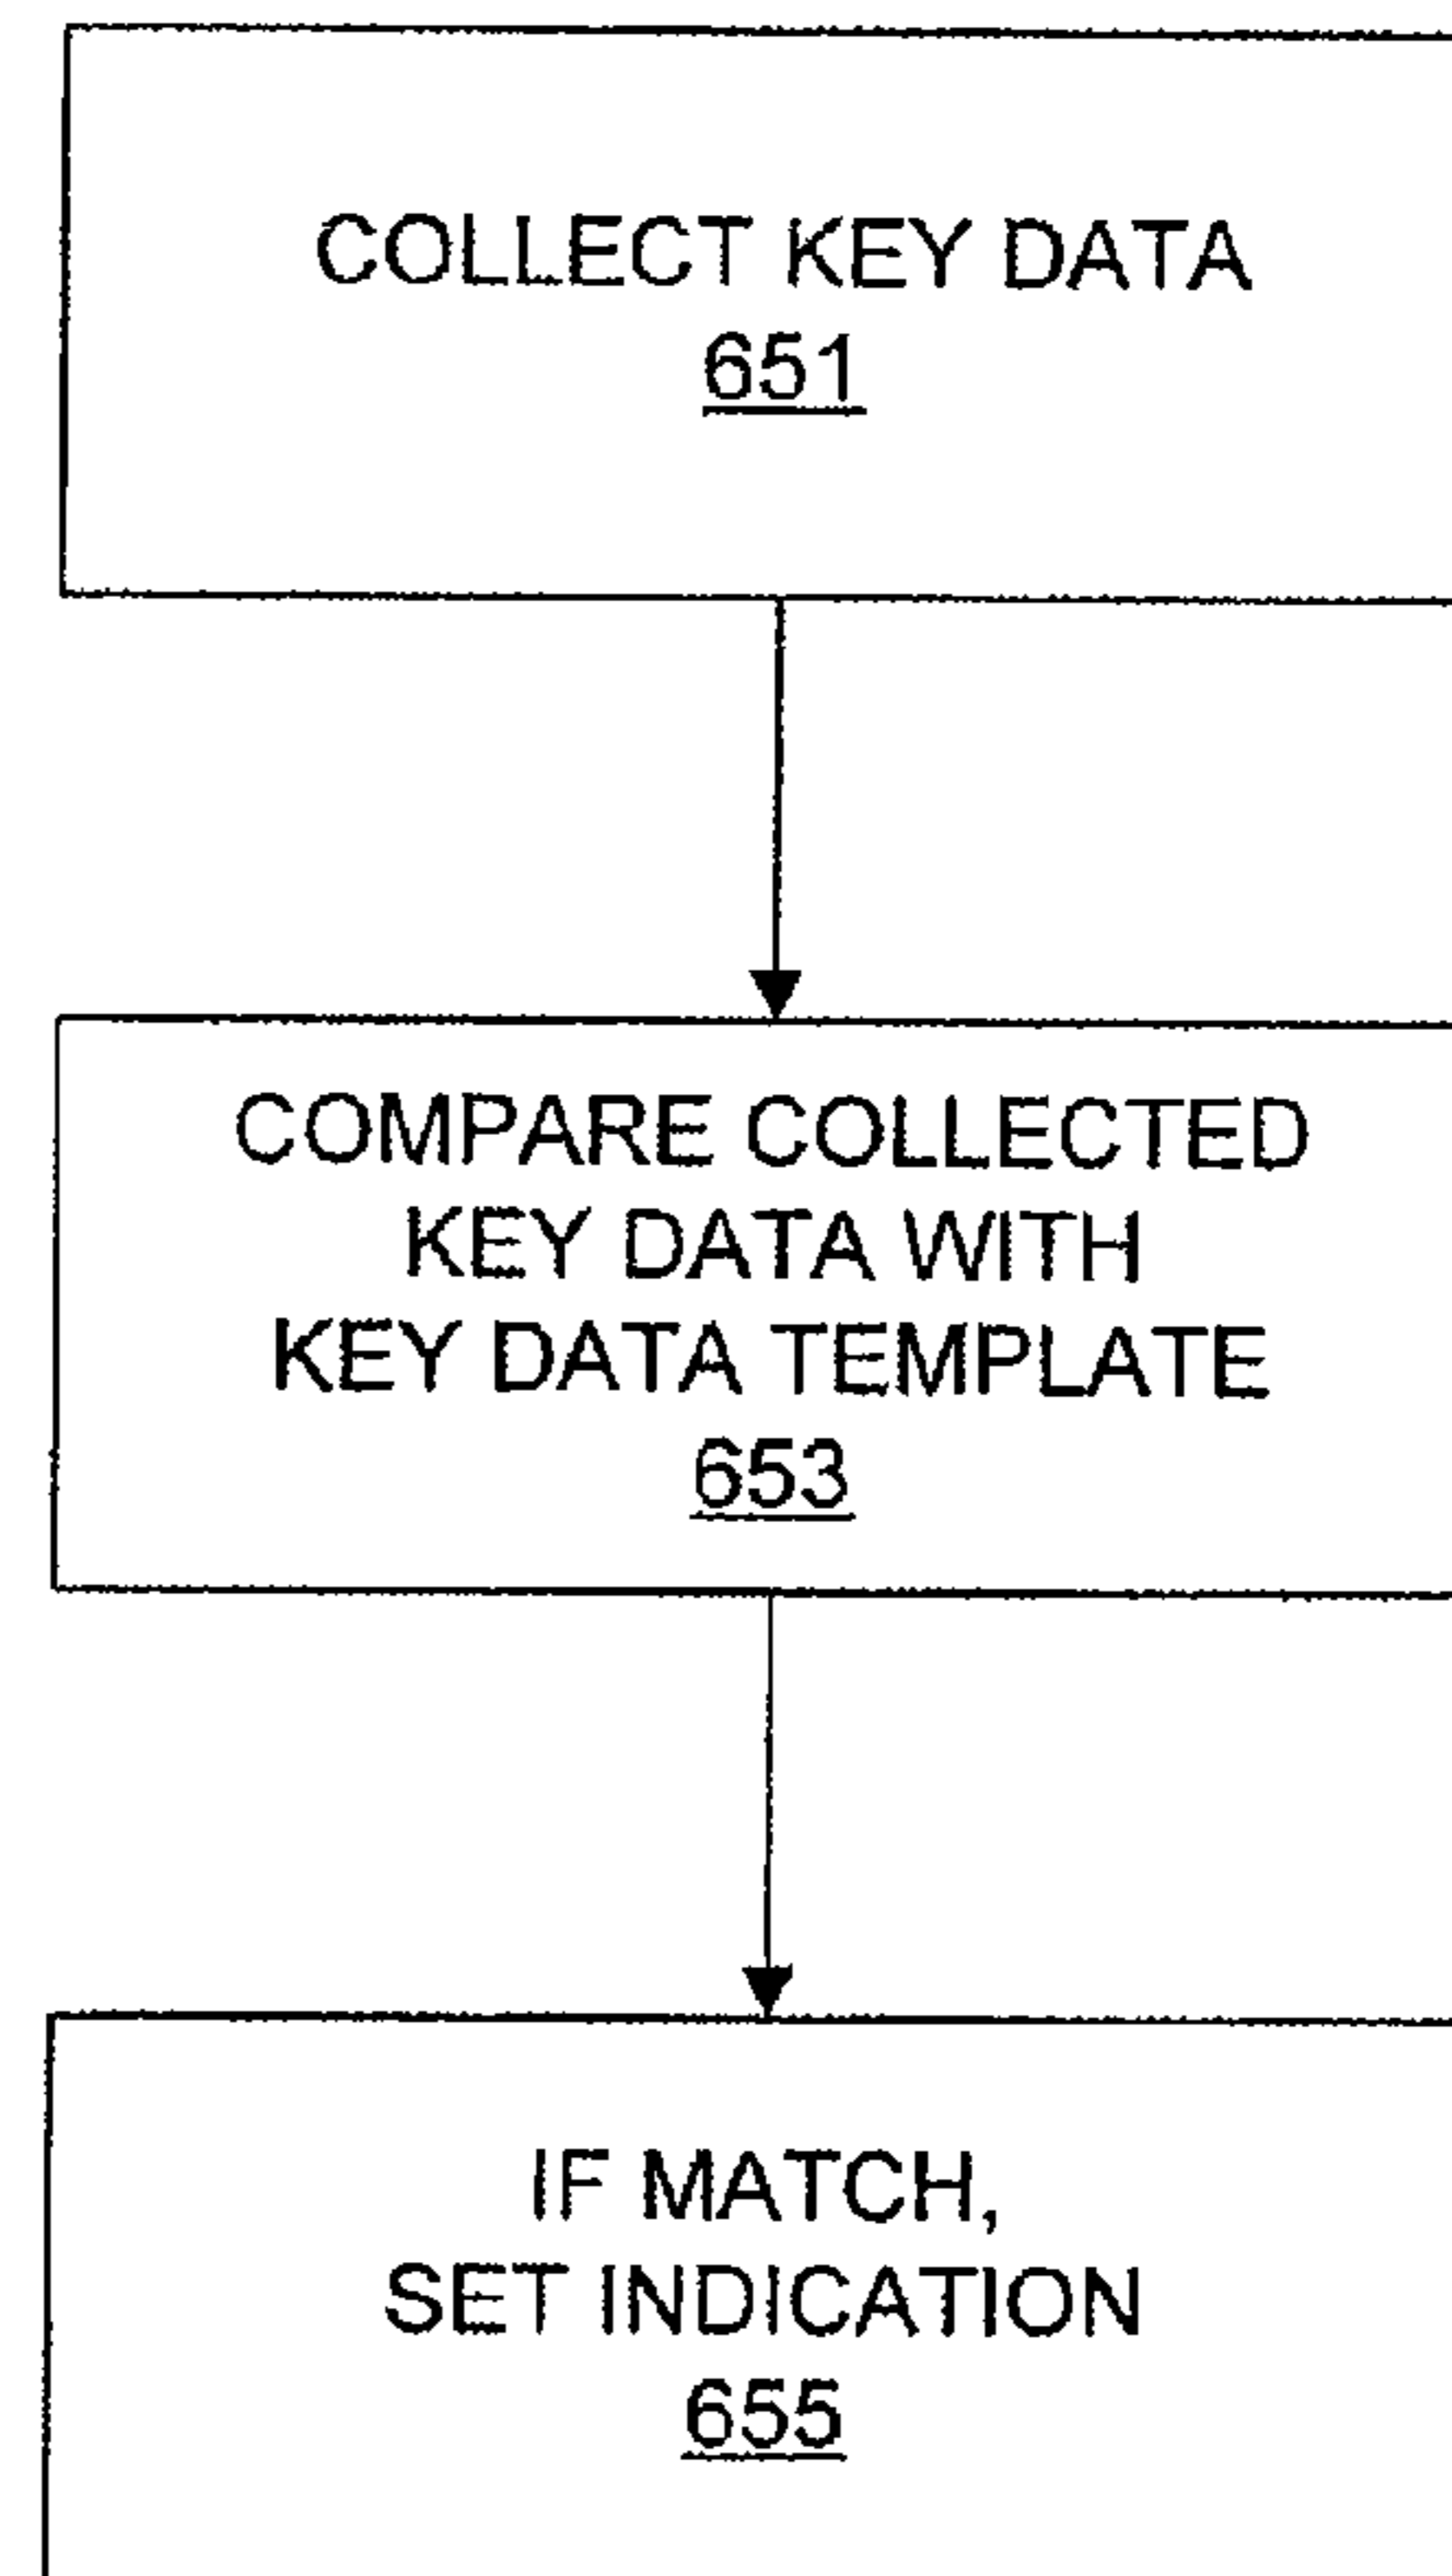 COLLECT KEY DATA
651
COMPARE COLLECTED
KEY DATA WITH
KEY DATA TEMPLATE
653
IF MATCH,
SET INDICATION
655